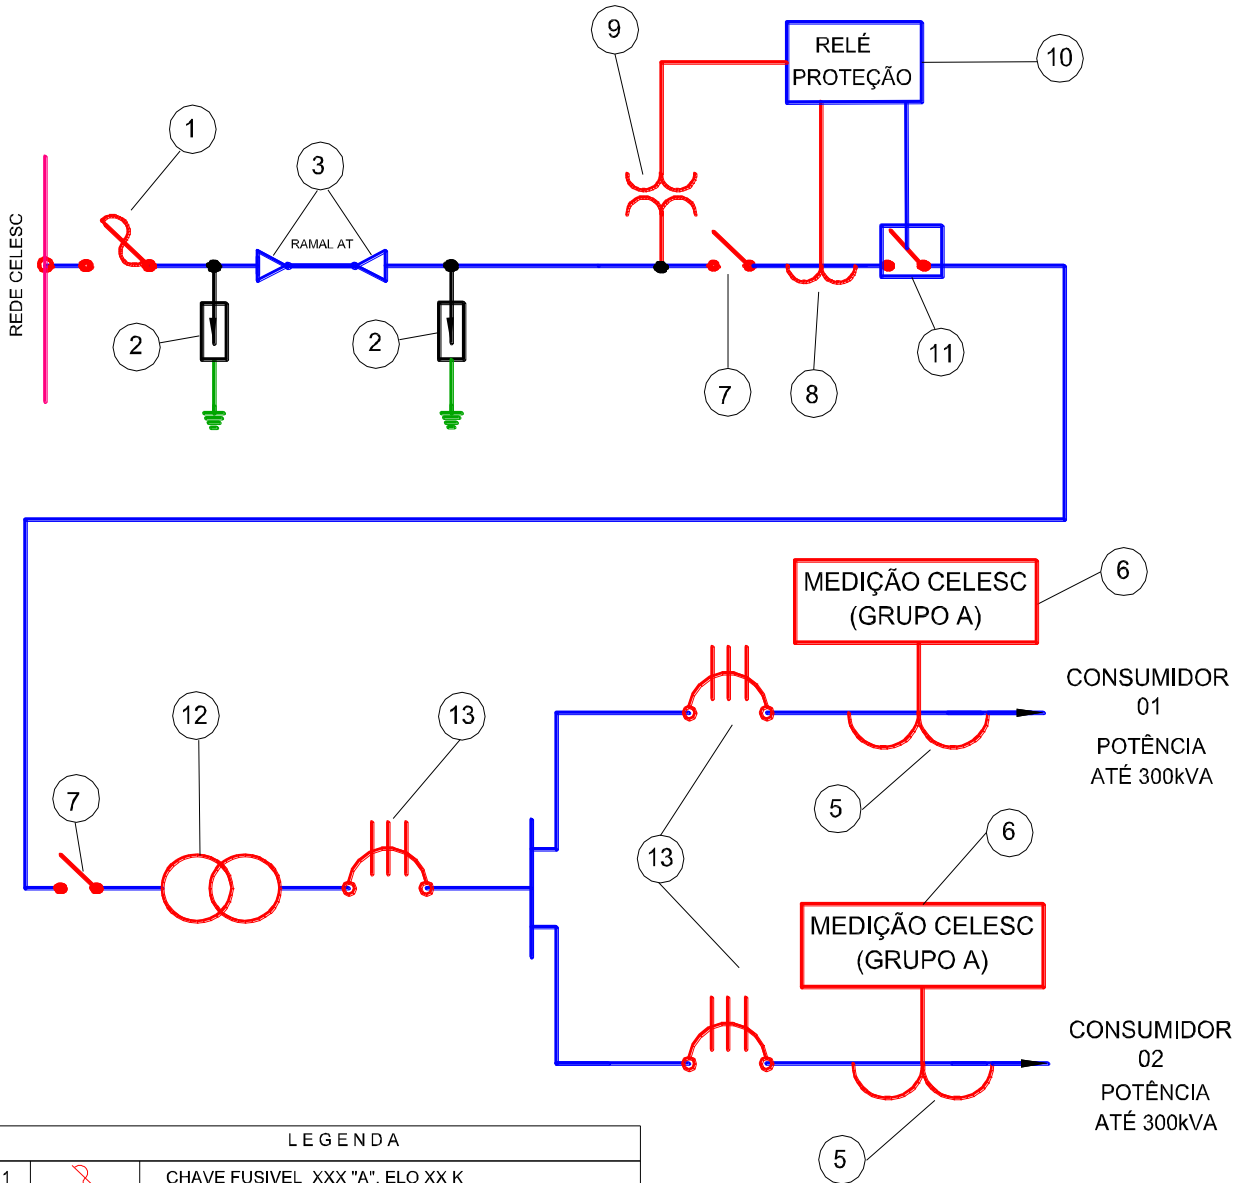 9
RELÉ
PROTEÇÃO
10
1
3
REDE CELESC
RAMAL AT
2
2
7
8
11
MEDIÇÃO CELESC
(GRUPO A)
6
CONSUMIDOR
01
POTÊNCIA
ATÉ 300kVA
12
13
7
5
13
6
MEDIÇÃO CELESC
(GRUPO A)
CONSUMIDOR
02
POTÊNCIA
ATÉ 300kVA
5
LEGENDA
1 CHAVE FUSIVEL XXX "A", ELO XX K